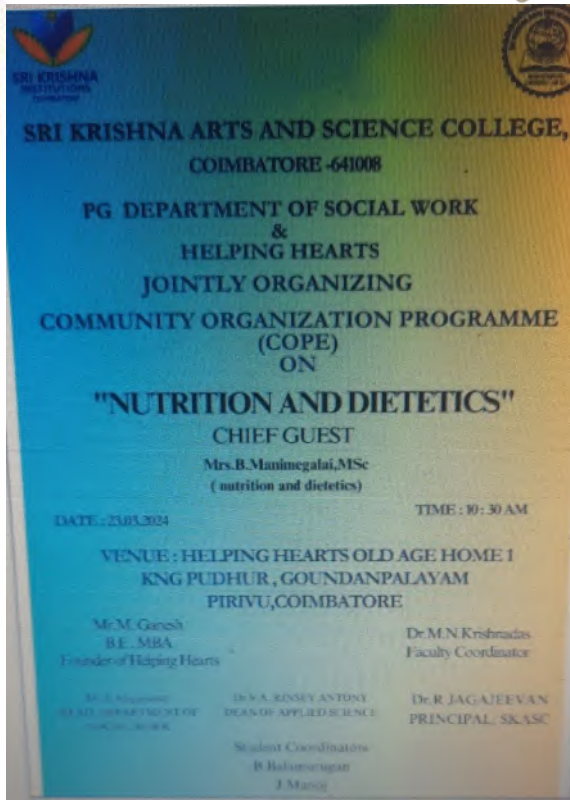 SRI KRISHNA
INSTITUTIONS
COIMBATORE
SRI KRISHNA ARTS AND SCIENCE COLLEGE,
COIMBATORE -641008
PG DEPARTMENT OF SOCIAL WORK
&
HELPING HEARTS
JOINTLY ORGANIZING
COMMUNITY ORGANIZATION PROGRAMME
(COPE)
ON
"NUTRITION AND DIETETICS"
CHIEF GUEST
Mrs.B.Manimegalai,MSc
( nutrition and dietetics)
DATE : 23.03.2024
TIME : 10 : 30 AM
VENUE : HELPING HEARTS OLD AGE HOME 1
KNG PUDHUR , GOUNDANPALAYAM
PIRIVU,COIMBATORE
Mr.M. Ganesh
B.E., MBA
Founder of Helping Hearts
Dr.M.N.Krishnadas
Faculty Coordinator
HEAD, DEPARTMENT OF
SOCIAL WORK
ANTONY
DEAN OF APPLIED SCIENCE
Dr.R. JAGAJEEVAN
PRINCIPAL, SKASC
Student Coordinators
B.Balamurugan
J.Manoj